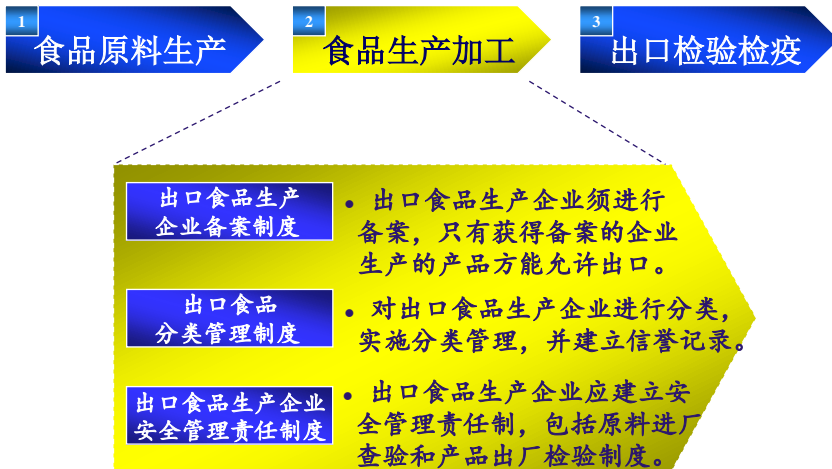 1
食品原料生产
2
食品生产加工
3
出口检验检疫
出口食品生产
企业备案制度
• 出口食品生产企业须进行
备案，只有获得备案的企业
生产的产品方能允许出口。
出口食品
分类管理制度
• 对出口食品生产企业进行分类，
实施分类管理，并建立信誉记录。
出口食品生产企业
安全管理责任制度
• 出口食品生产企业应建立安
全管理责任制，包括原料进厂
查验和产品出厂检验制度。